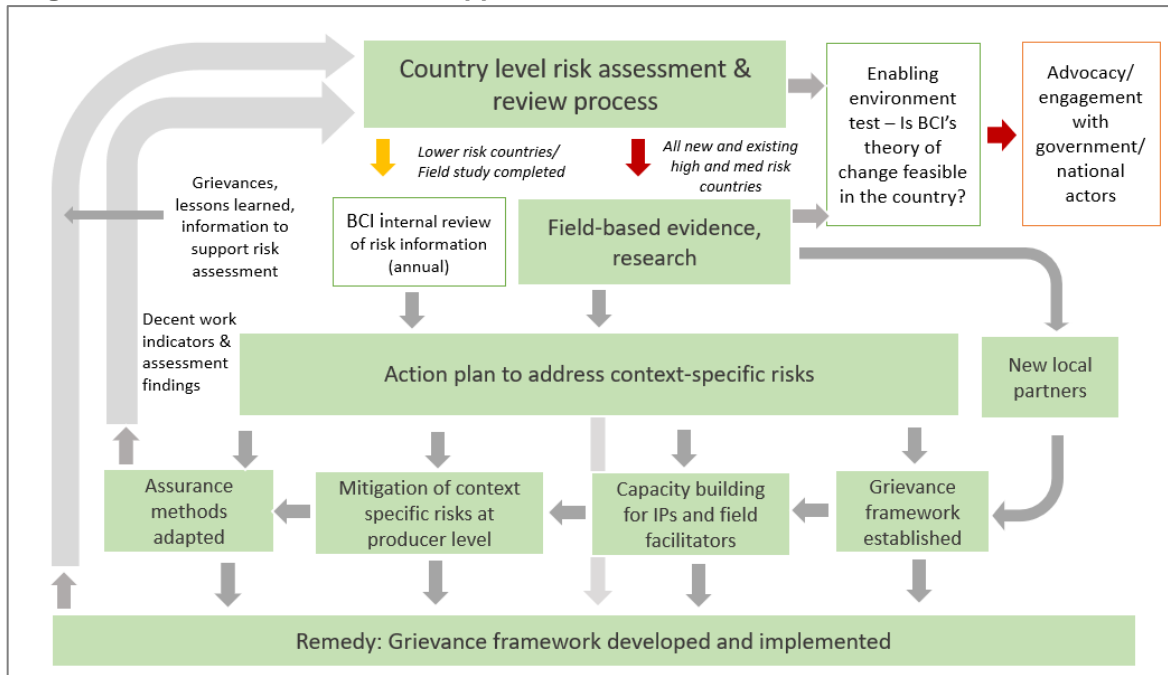 Country level risk assessment &
review process
Enabling
environment
test – Is BCI's
theory of
change feasible
in the country?
Advocacy/
engagement
with
government/
national
actors
Lower risk countries/
Field study completed
All new and existing
high and med risk
countries
Grievances,
lessons learned,
information to
support risk
assessment
BCI internal review
of risk information
(annual)
Field-based evidence,
research
Decent work
indicators &
assessment
findings
Action plan to address context-specific risks
New local
partners
Assurance
methods
adapted
Mitigation of context
specific risks at
producer level
Capacity building
for IPs and field
facilitators
Grievance
framework
established
Remedy: Grievance framework developed and implemented